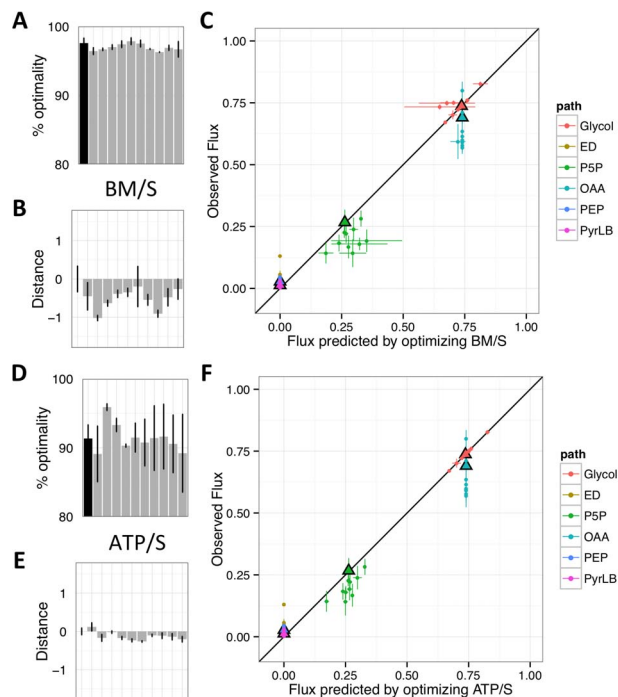 A
% optimality
100
90
80
BM/S
B
Distance
1
0
−1
C
Observed Flux
1.00
0.75
0.50
0.25
0.00
0.00 0.25 0.50 0.75 1.00
Flux predicted by optimizing BM/S
path
Glycol
ED
P5P
OAA
PEP
PyrLB
D
% optimality
100
90
80
ATP/S
E
Distance
1
0
−1
F
Observed Flux
1.00
0.75
0.50
0.25
0.00
0.00 0.25 0.50 0.75 1.00
Flux predicted by optimizing ATP/S
path
Glycol
ED
P5P
OAA
PEP
PyrLB